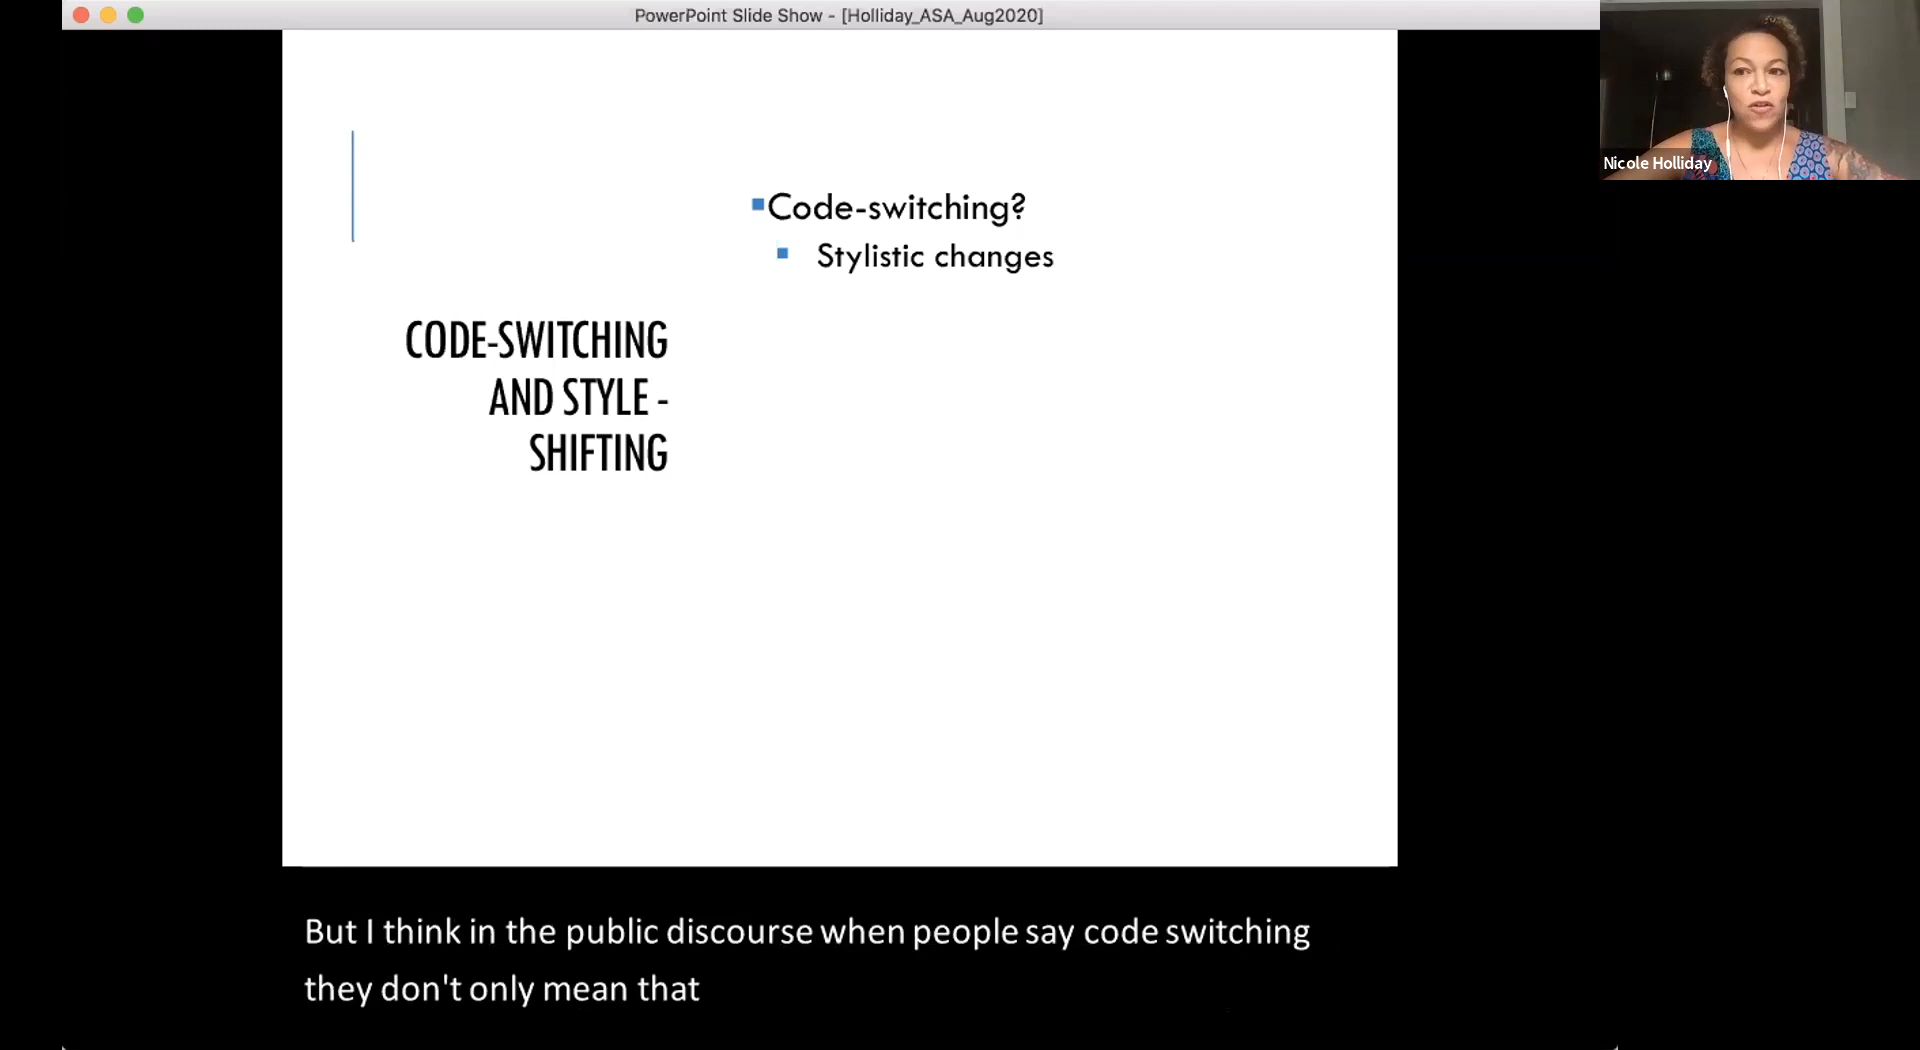 PowerPoint Slide Show - [Holliday_ASA_Aug2020]
Nicole Holliday
Code-switching?
Stylistic changes
CODE-SWITCHING
AND STYLE -
SHIFTING
But I think in the public discourse when people say code switching
they don't only mean that